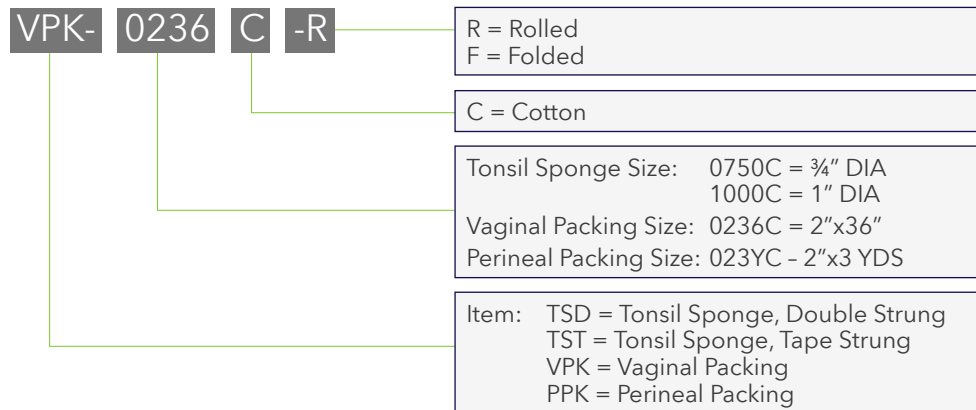 VPK- 0236 C -R
R = Rolled
F = Folded
C = Cotton
Tonsil Sponge Size: 0750C = ¾” DIA
1000C = 1” DIA
Vaginal Packing Size: 0236C = 2”x36”
Perineal Packing Size: 023YC – 2”x3 YDS
Item: TSD = Tonsil Sponge, Double Strung
TST = Tonsil Sponge, Tape Strung
VPK = Vaginal Packing
PPK = Perineal Packing